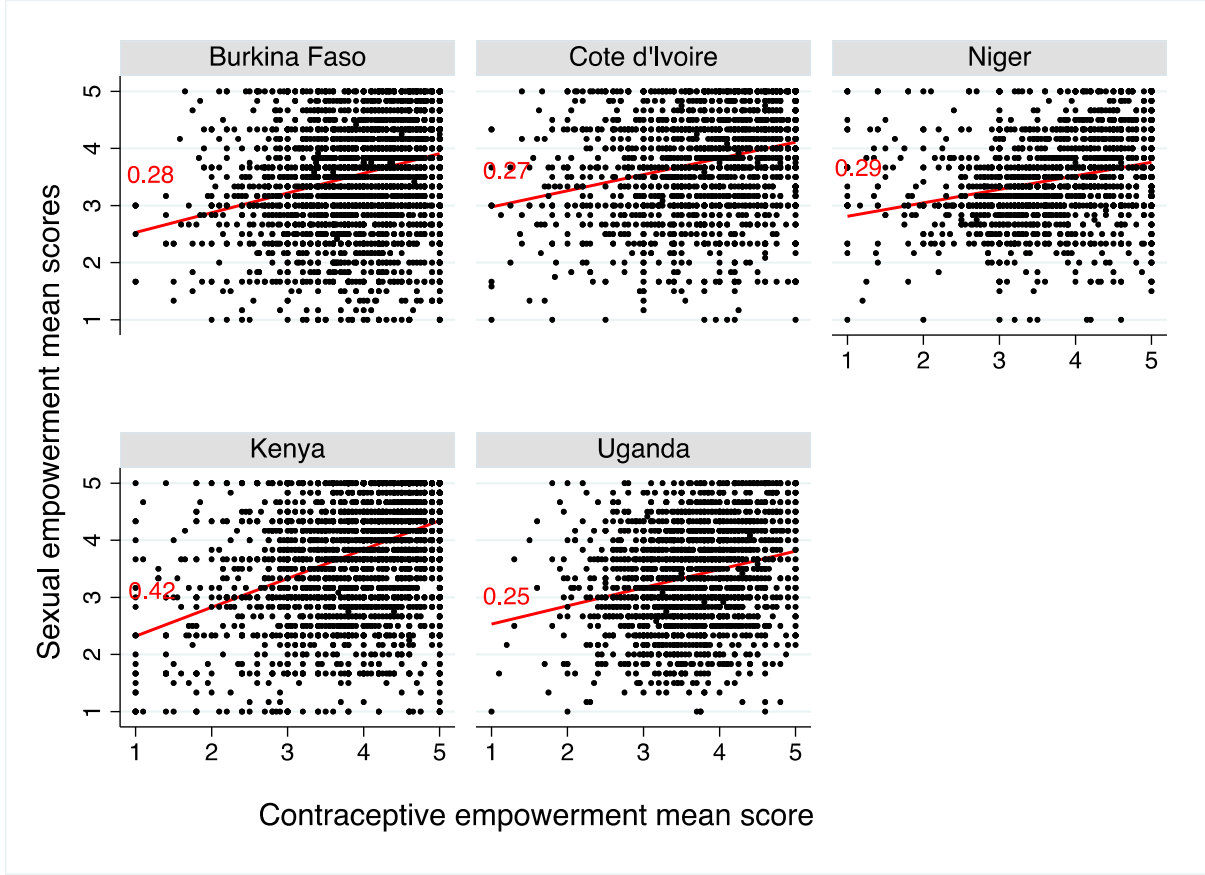 Burkina Faso
Cote d'Ivoire
Niger
5
4
3
2
1
0.28
0.27
0.29
1 2 3 4 5
Sexual empowerment mean scores
Kenya
Uganda
5
4
3
2
1
0.42
0.25
1 2 3 4 5
1 2 3 4 5
Contraceptive empowerment mean score